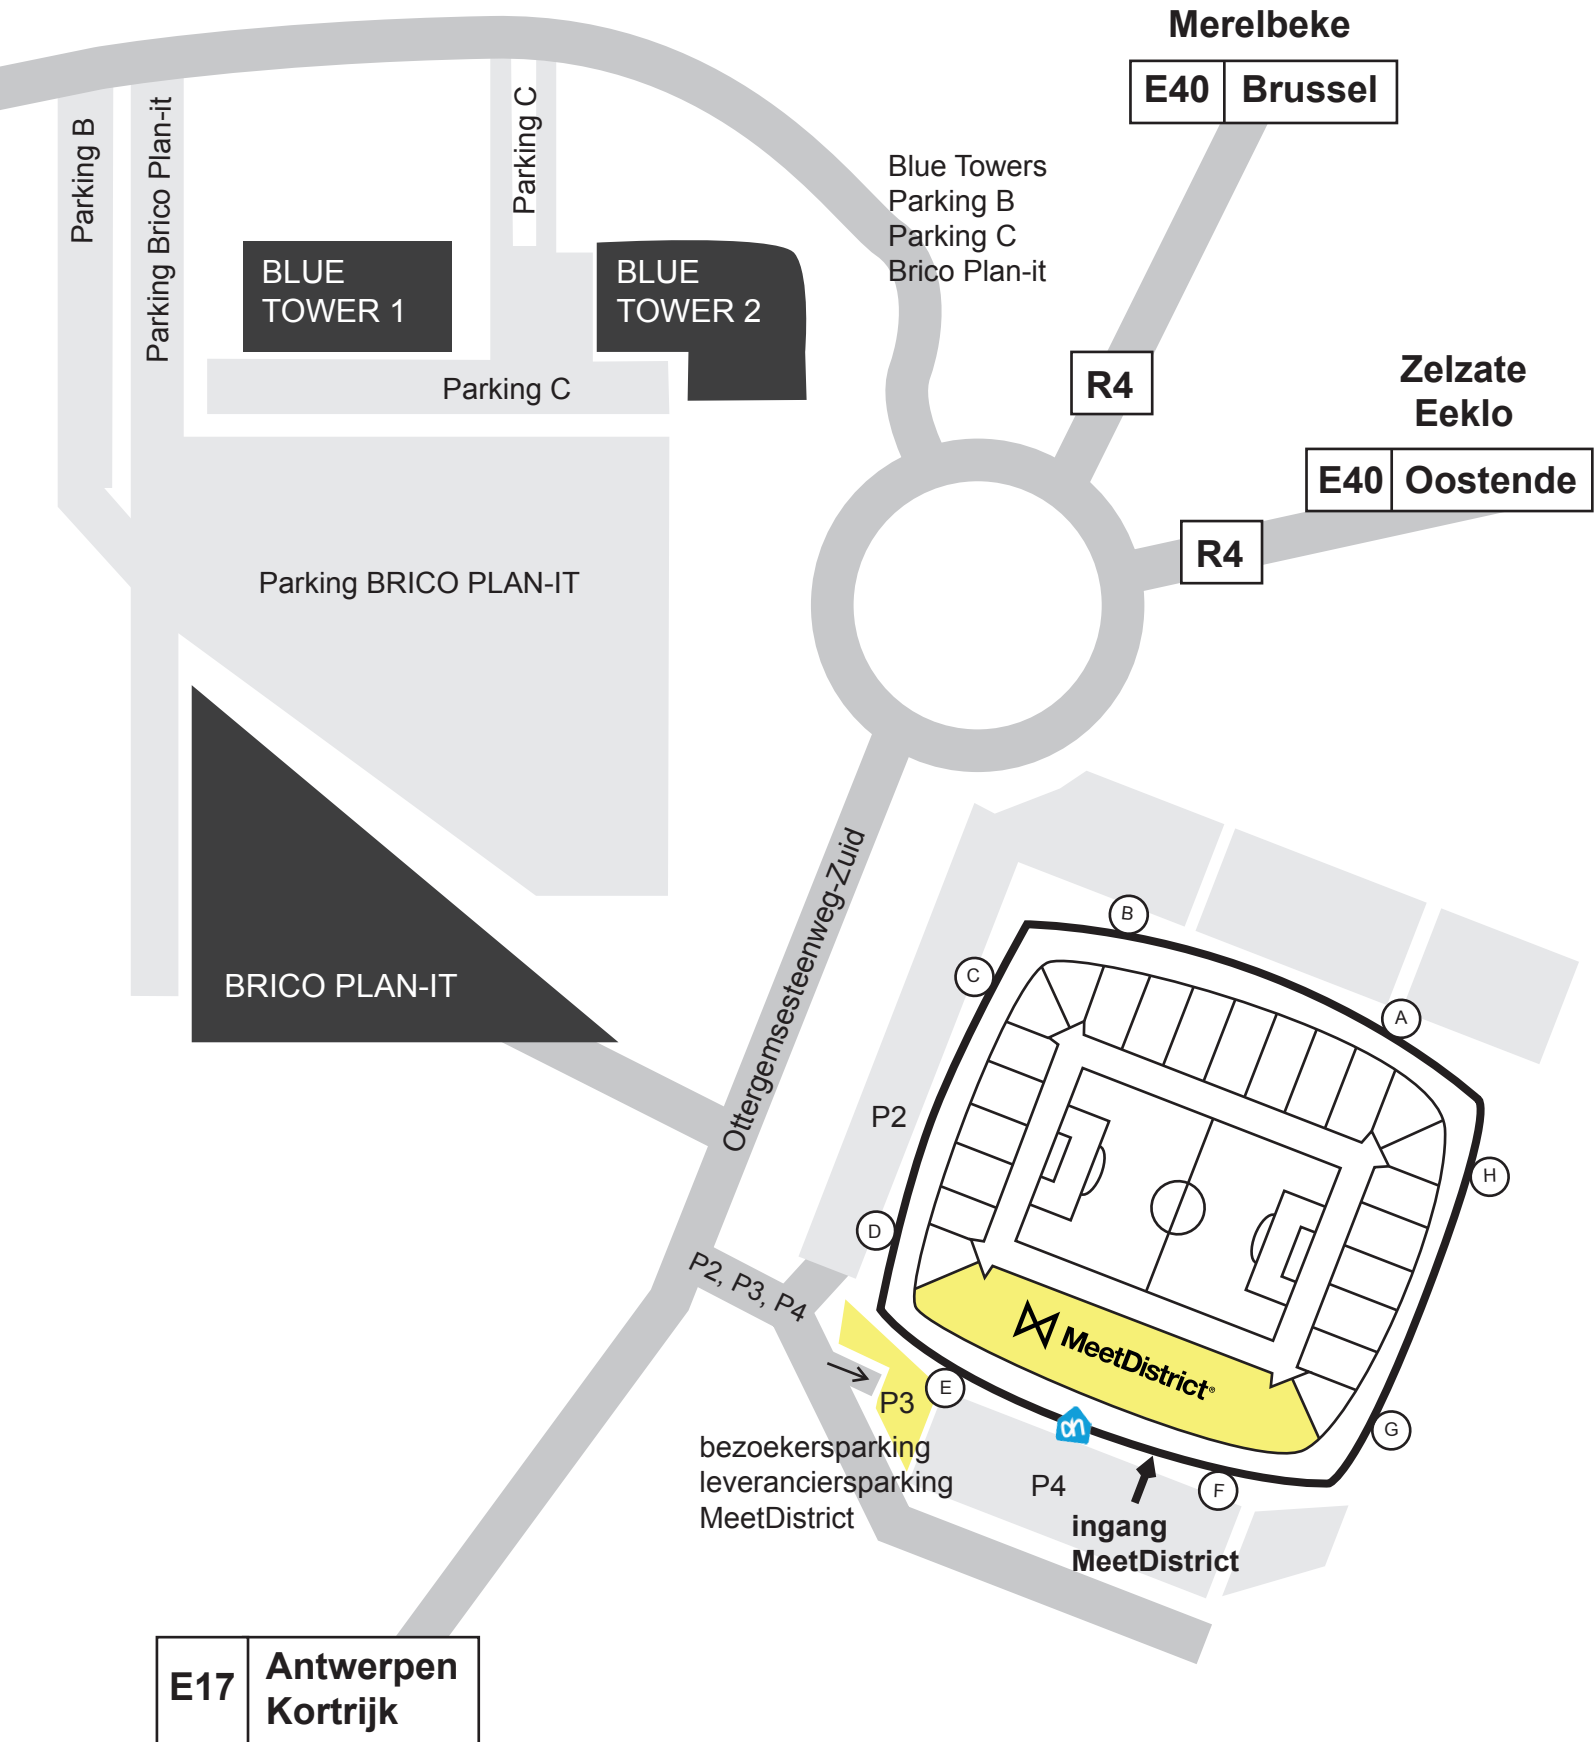 Merelbeke
E40 Brussel
Parking B
Parking Brico Plan-it
Parking C
Blue Towers
Parking B
Parking C
Brico Plan-it
BLUE
TOWER 1
BLUE
TOWER 2
Parking C
R4
Zelzate
Eeklo
E40 Oostende
R4
Parking BRICO PLAN-IT
BRICO PLAN-IT
Ottergemsesteenweg-Zuid
B
C
A
P2
H
D
P2, P3, P4
MeetDistrict
E
P3
ah
G
bezoekersparking
leveranciersparking
MeetDistrict
P4
F
ingang
MeetDistrict
E17 Antwerpen
Kortrijk